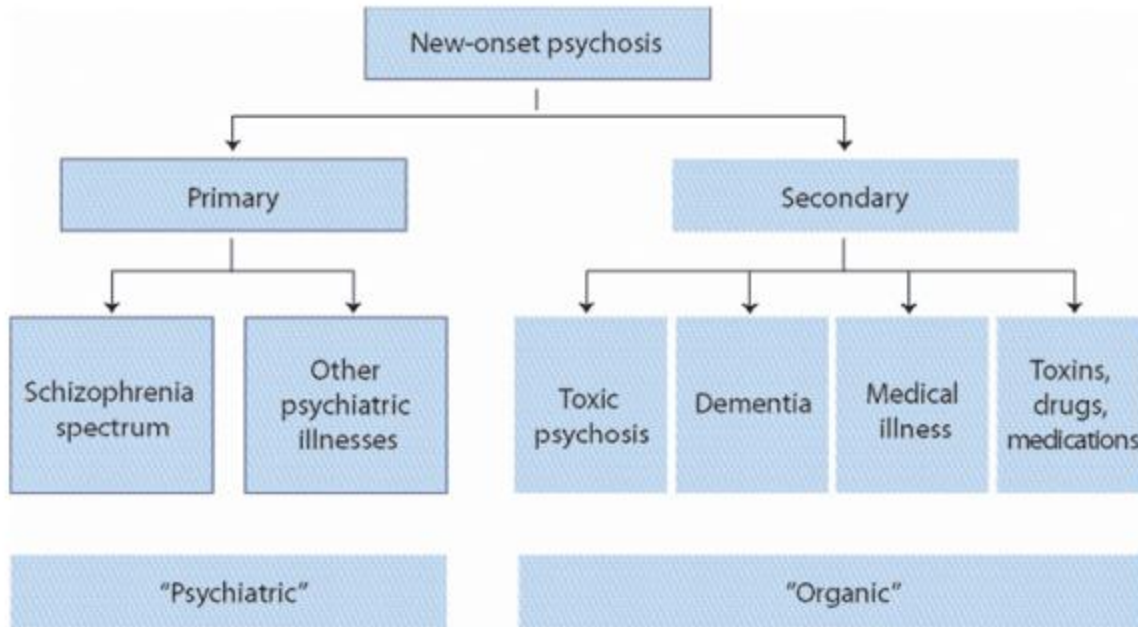 New-onset psychosis
Primary
Secondary
Schizophrenia
spectrum
Other
psychiatric
illnesses
Toxic
psychosis
Dementia
Medical
illness
Toxins,
drugs,
medications
"Psychiatric"
"Organic"